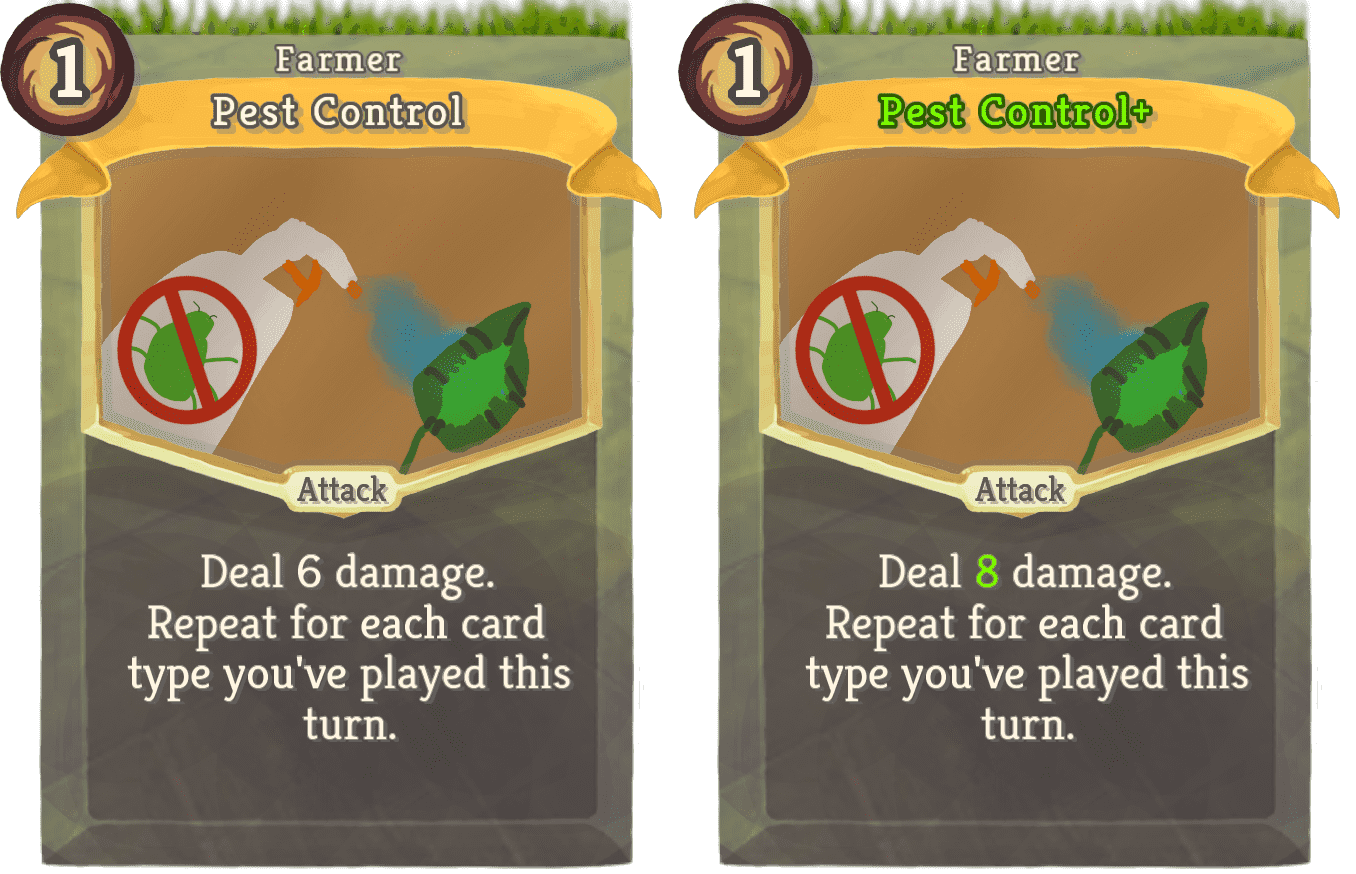 1
Farmer
Pest Control
Attack
Deal 6 damage.
Repeat for each card
type you've played this
turn.
1
Farmer
Pest Control+
Attack
Deal 8 damage.
Repeat for each card
type you've played this
turn.